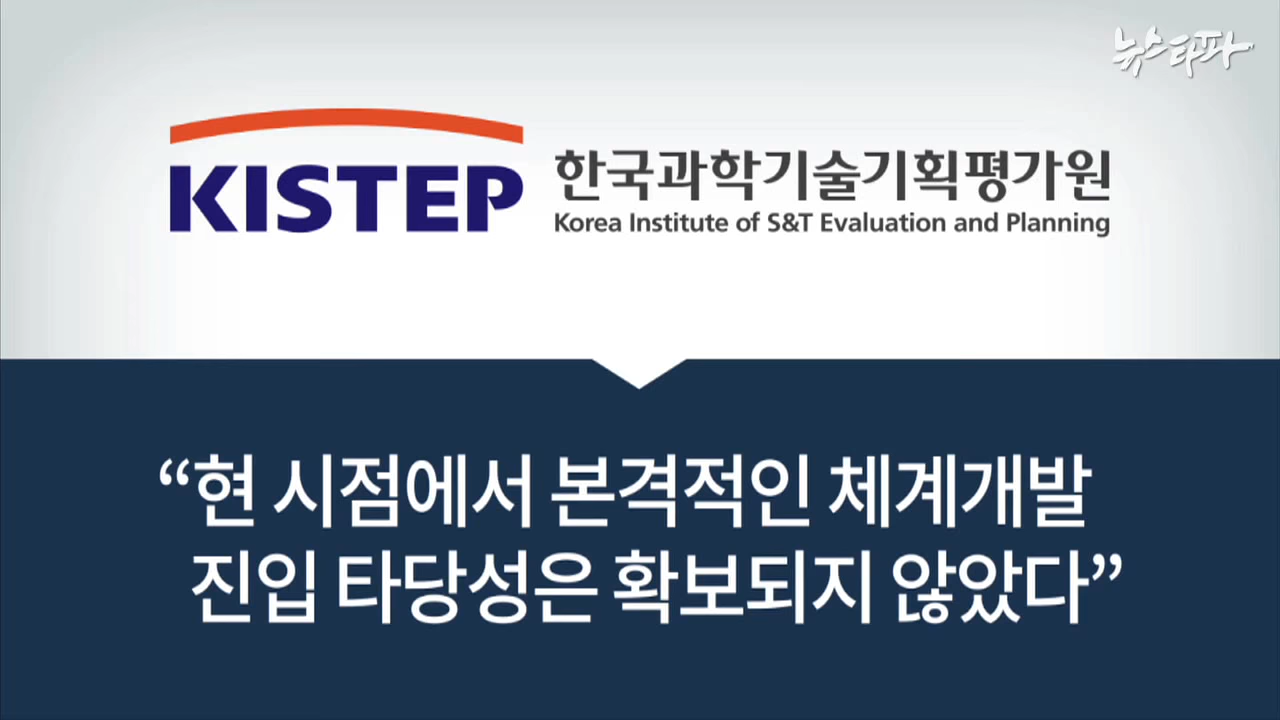 뉴스타파
KISTEP 한국과학기술기획평가원
Korea Institute of S&T Evaluation and Planning
“현 시점에서 본격적인 체계개발
진입 타당성은 확보되지 않았다”